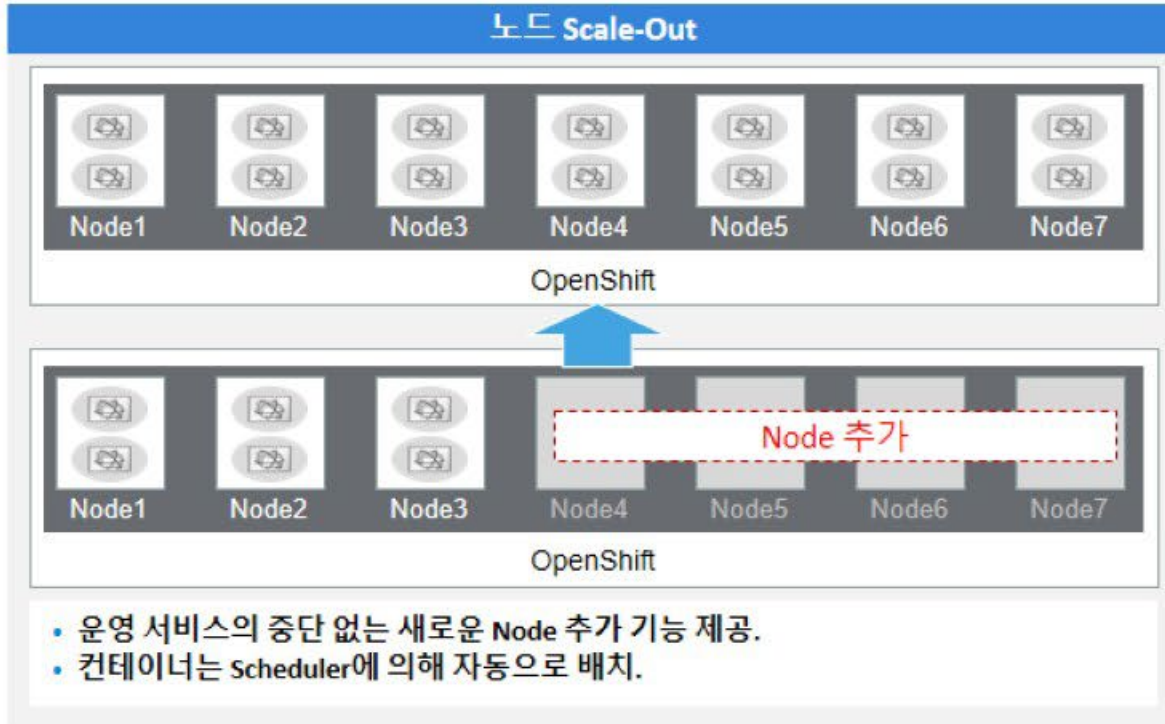 노드 Scale-Out
Node1 Node2 Node3 Node4 Node5 Node6 Node7
OpenShift
Node 추가
Node1 Node2 Node3 Node4 Node5 Node6 Node7
OpenShift
• 운영 서비스의 중단 없는 새로운 Node 추가 기능 제공.
• 컨테이너는 Scheduler에 의해 자동으로 배치.